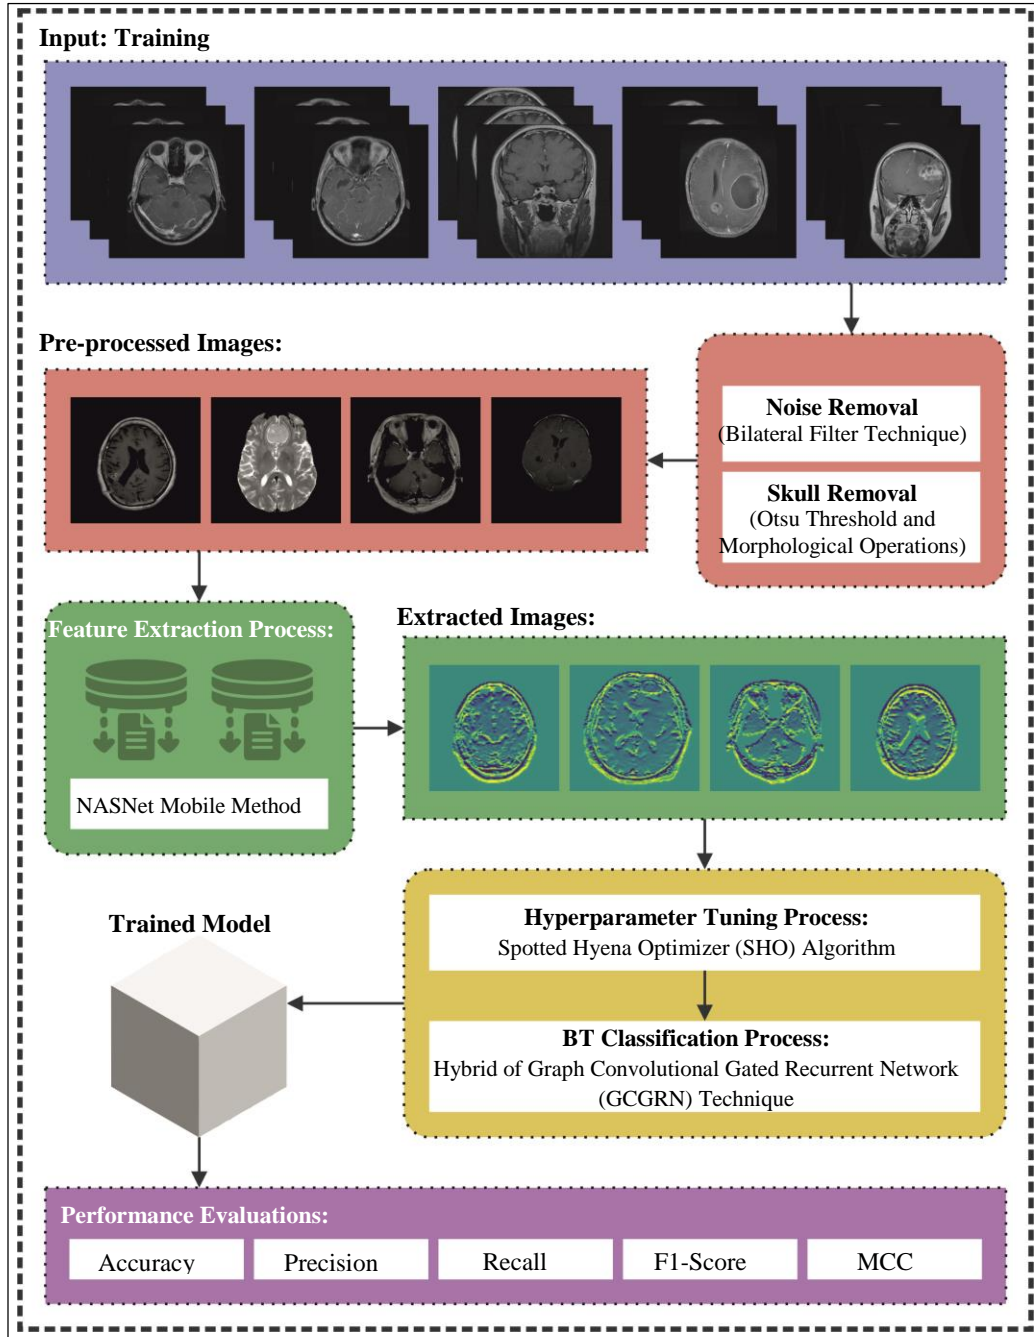 Input: Training
Pre-processed Images:
Noise Removal
(Bilateral Filter Technique)
Skull Removal
(Otsu Threshold and
Morphological Operations)
Feature Extraction Process:
NASNet Mobile Method
Extracted Images:
Hyperparameter Tuning Process:
Spotted Hyena Optimizer (SHO) Algorithm
BT Classification Process:
Hybrid of Graph Convolutional Gated Recurrent Network
(GCGRN) Technique
Trained Model
Performance Evaluations:
Accuracy
Precision
Recall
F1-Score
MCC